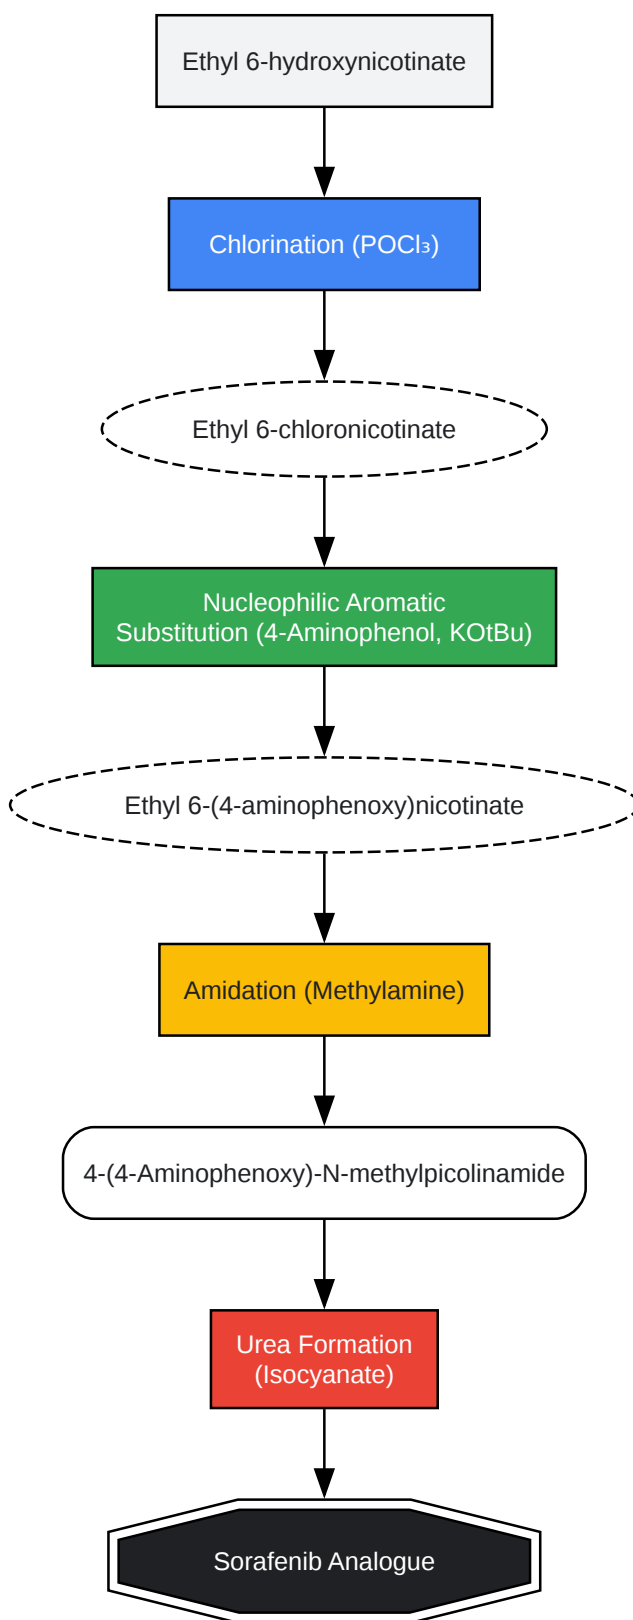 Ethyl 6-hydroxynicotinate
Chlorination (POCl₃)
Ethyl 6-chloronicotinate
Nucleophilic Aromatic
Substitution (4-Aminophenol, KOtBu)
Ethyl 6-(4-aminophenoxy)nicotinate
Amidation (Methylamine)
4-(4-Aminophenoxy)-N-methylpicolinamide
Urea Formation
(Isocyanate)
Sorafenib Analogue